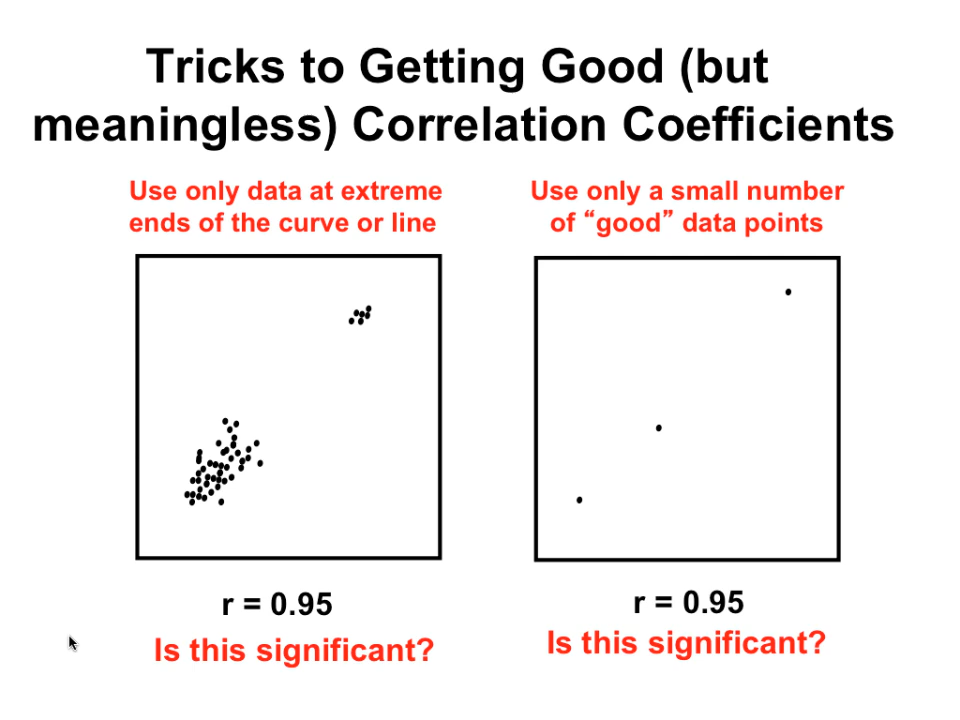 Tricks to Getting Good (but
meaningless) Correlation Coefficients
Use only data at extreme
ends of the curve or line
Use only a small number
of “good” data points
r = 0.95
Is this significant?
r = 0.95
Is this significant?